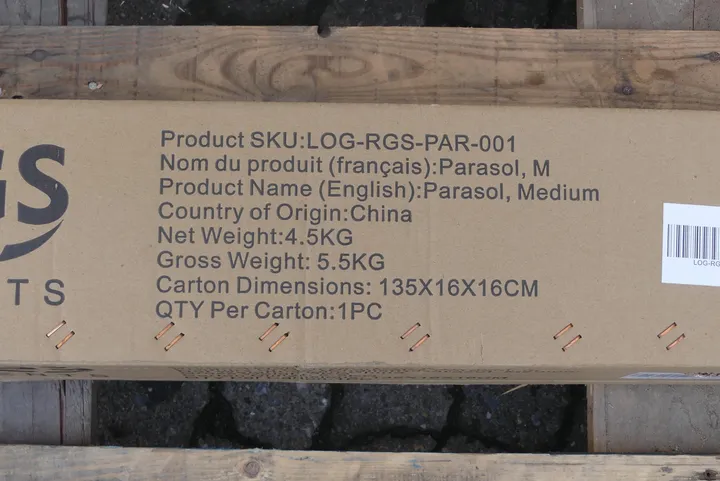 GS
TS
Product SKU:LOG-RGS-PAR-001
Nom du produit (français):Parasol, M
Product Name (English):Parasol, Medium
Country of Origin:China
Net Weight:4.5KG
Gross Weight: 5.5KG
Carton Dimensions: 135X16X16CM
QTY Per Carton:1PC
LOG-RG